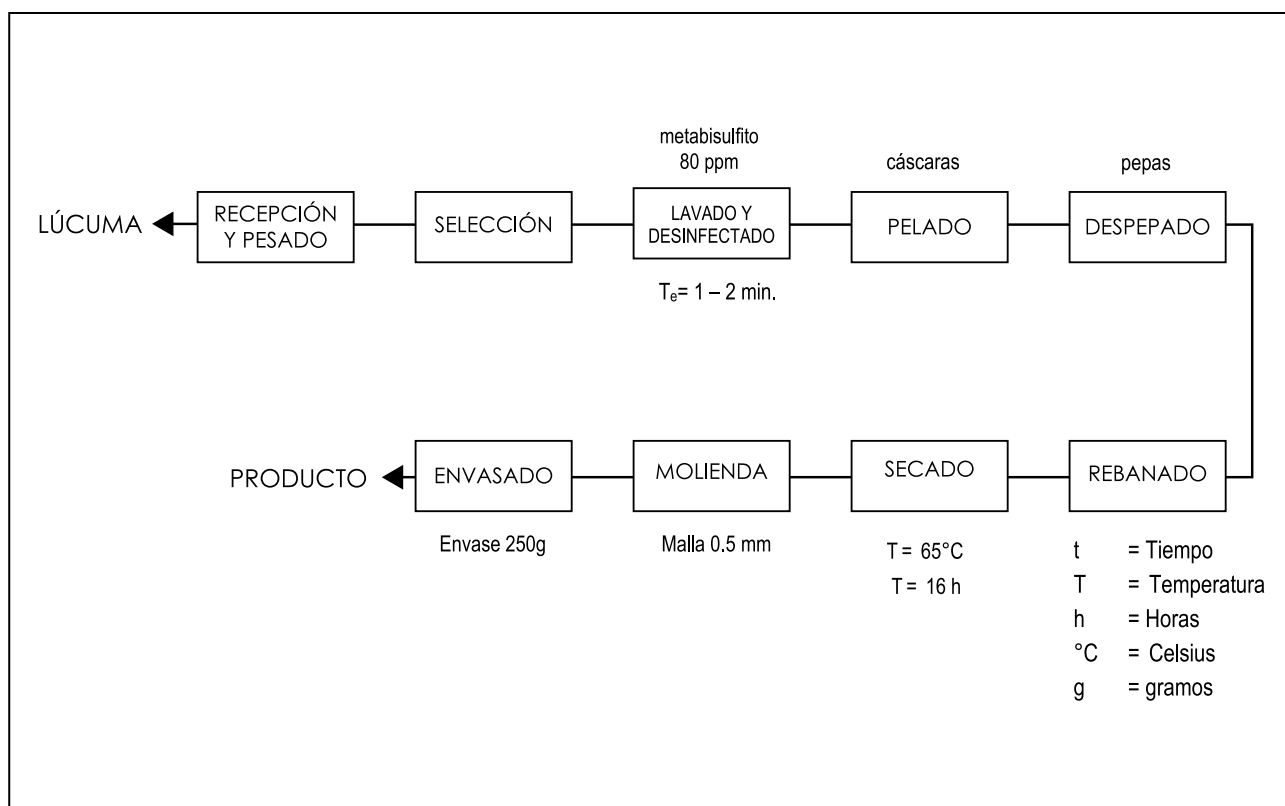 metabisulfito
80 ppm
cáscaras
pepas
LÚCUMA
RECEPCIÓN
Y PESADO
SELECCIÓN
LAVADO Y
DESINFECTADO
PELADO
DESPEPADO
Te= 1 – 2 min.
PRODUCTO
ENVASADO
MOLIENDA
SECADO
REBANADO
Envase 250g
Malla 0.5 mm
T = 65°C
T = 16 h
t = Tiempo
T = Temperatura
h = Horas
°C = Celsius
g = gramos